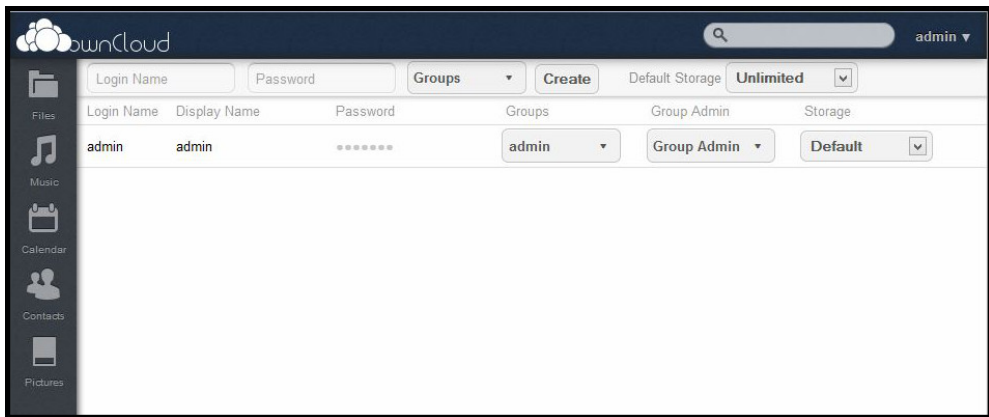 ownCloud
admin ▾
Files
Music
Calendar
Contacts
Pictures
Login Name Password Groups Create Default Storage Unlimited
Login Name Display Name Password Groups Group Admin Storage
admin admin ●●●●●●● admin Group Admin Default